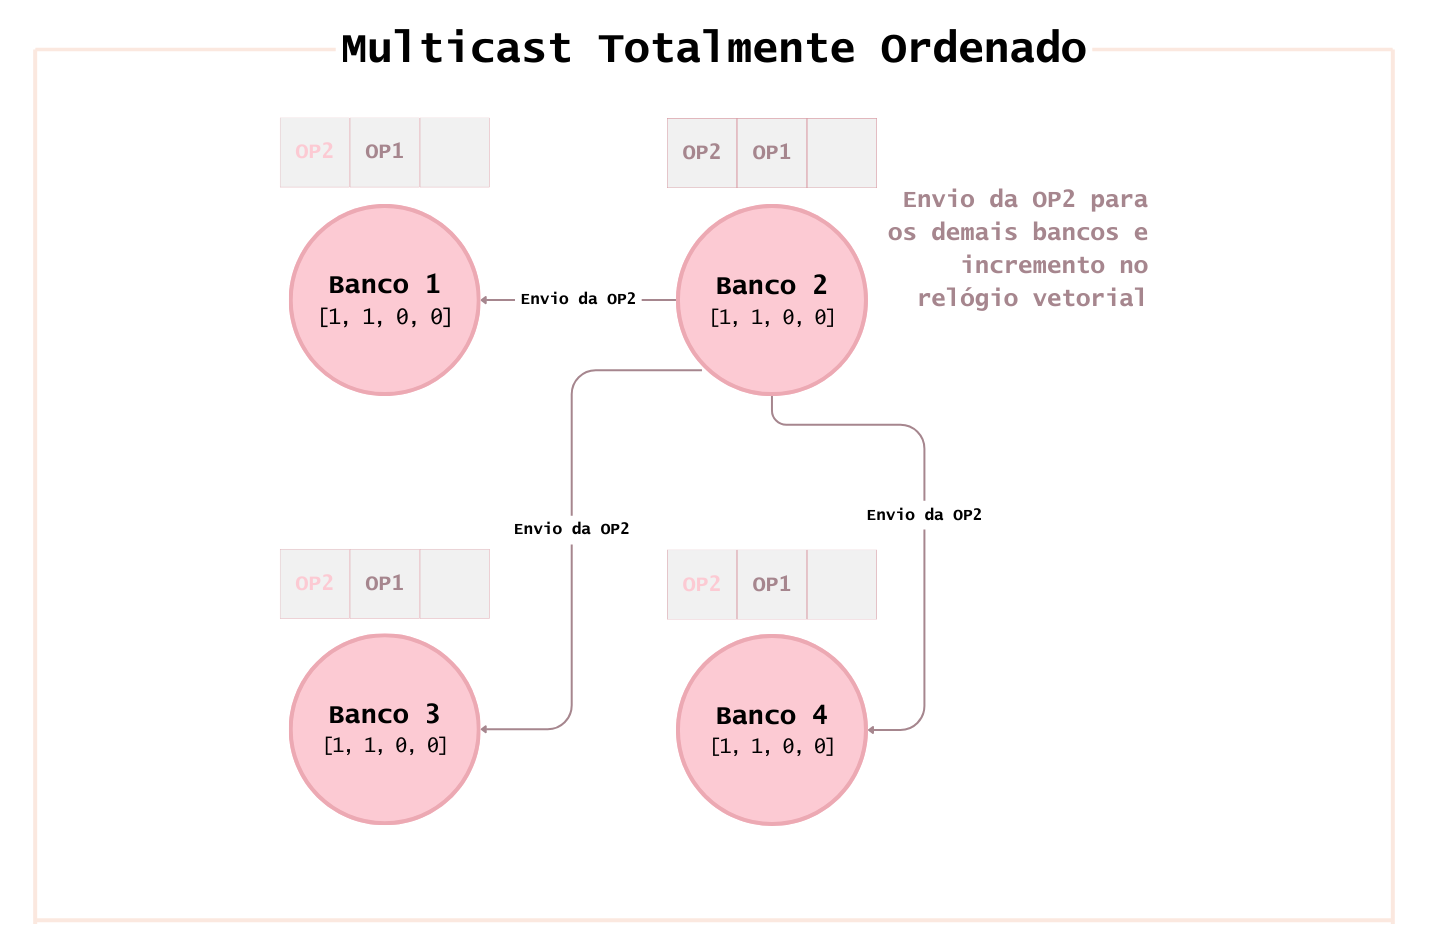 Multicast Totalmente Ordenado
OP2 OP1
OP2 OP1
Envio da OP2 para
os demais bancos e
incremento no
relógio vetorial
Banco 1
[1, 1, 0, 0]
Envio da OP2
Banco 2
[1, 1, 0, 0]
Envio da OP2
Envio da OP2
OP2 OP1
OP2 OP1
Banco 3
[1, 1, 0, 0]
Banco 4
[1, 1, 0, 0]